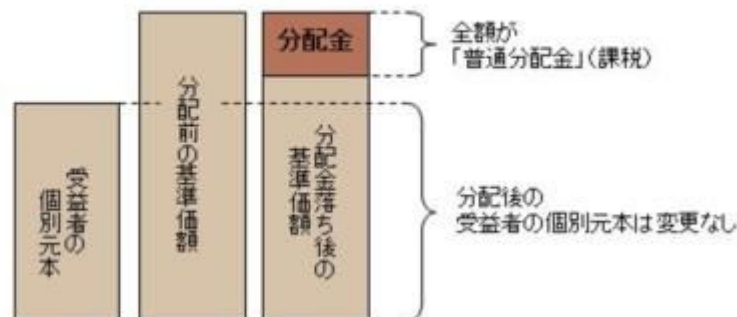 受益者の
個別元本
分配前の基準価額
分配金
分配金落ち後の
基準価額
全額が
「普通分配金」(課税)
分配後の
受益者の個別元本は変更なし